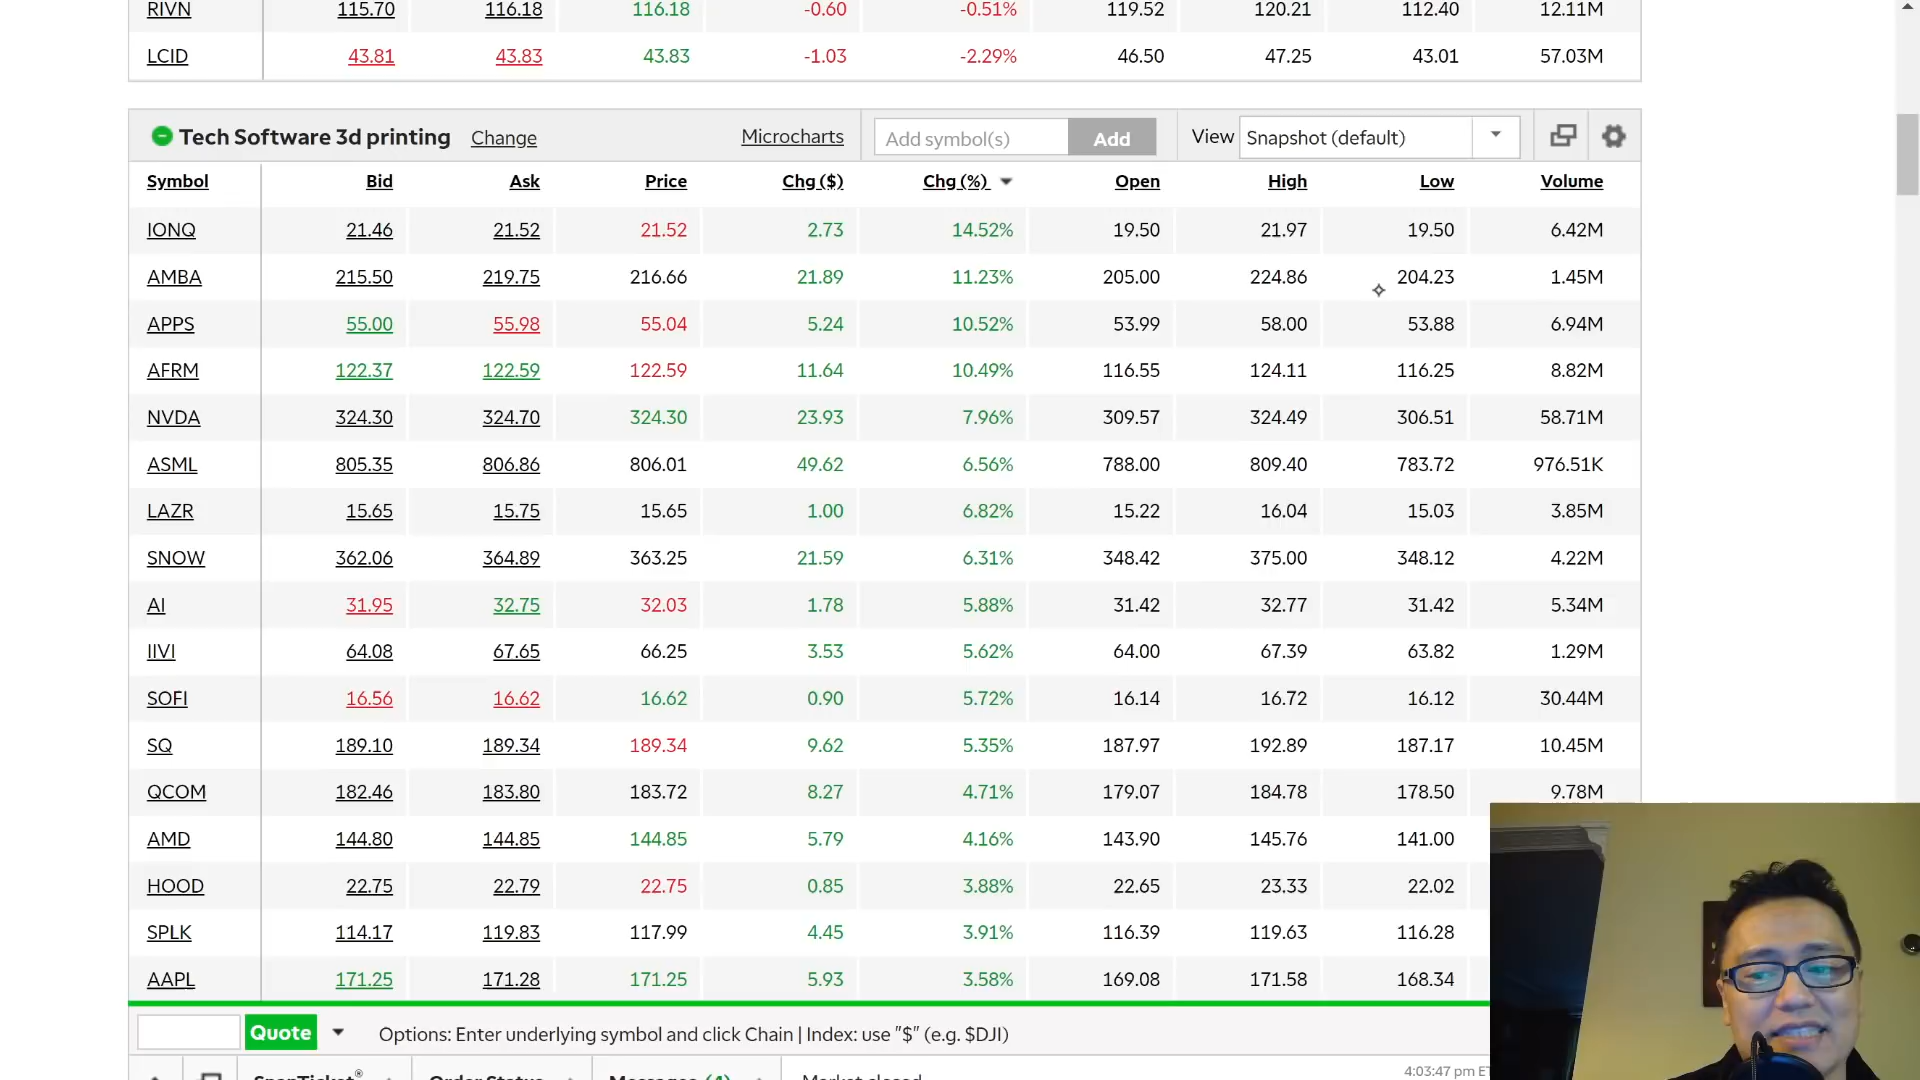 RIVN 115.70 116.18 116.18 -0.60 -0.51% 119.52 120.21 112.40 12.11M
LCID 43.81 43.83 43.83 -1.03 -2.29% 46.50 47.25 43.01 57.03M
Tech Software 3d printing Change Microcharts Add symbol(s) Add View Snapshot (default)
Symbol Bid Ask Price Chg ($) Chg (%) Open High Low Volume
IONQ 21.46 21.52 21.52 2.73 14.52% 19.50 21.97 19.50 6.42M
AMBA 215.50 219.75 216.66 21.89 11.23% 205.00 224.86 204.23 1.45M
APPS 55.00 55.98 55.04 5.24 10.52% 53.99 58.00 53.88 6.94M
AFRM 122.37 122.59 122.59 11.64 10.49% 116.55 124.11 116.25 8.82M
NVDA 324.30 324.70 324.30 23.93 7.96% 309.57 324.49 306.51 58.71M
ASML 805.35 806.86 806.01 49.62 6.56% 788.00 809.40 783.72 976.51K
LAZR 15.65 15.75 15.65 1.00 6.82% 15.22 16.04 15.03 3.85M
SNOW 362.06 364.89 363.25 21.59 6.31% 348.42 375.00 348.12 4.22M
AI 31.95 32.75 32.03 1.78 5.88% 31.42 32.77 31.42 5.34M
IIVI 64.08 67.65 66.25 3.53 5.62% 64.00 67.39 63.82 1.29M
SOFI 16.56 16.62 16.62 0.90 5.72% 16.14 16.72 16.12 30.44M
SQ 189.10 189.34 189.34 9.62 5.35% 187.97 192.89 187.17 10.45M
QCOM 182.46 183.80 183.72 8.27 4.71% 179.07 184.78 178.50 9.78M
AMD 144.80 144.85 144.85 5.79 4.16% 143.90 145.76 141.00
HOOD 22.75 22.79 22.75 0.85 3.88% 22.65 23.33 22.02
SPLK 114.17 119.83 117.99 4.45 3.91% 116.39 119.63 116.28
AAPL 171.25 171.28 171.25 5.93 3.58% 169.08 171.58 168.34
Quote Options: Enter underlying symbol and click Chain | Index: use "$" (e.g. $DJI)
SnapTicket® Order Status Messages (4) Market closed 4:03:47 pm ET